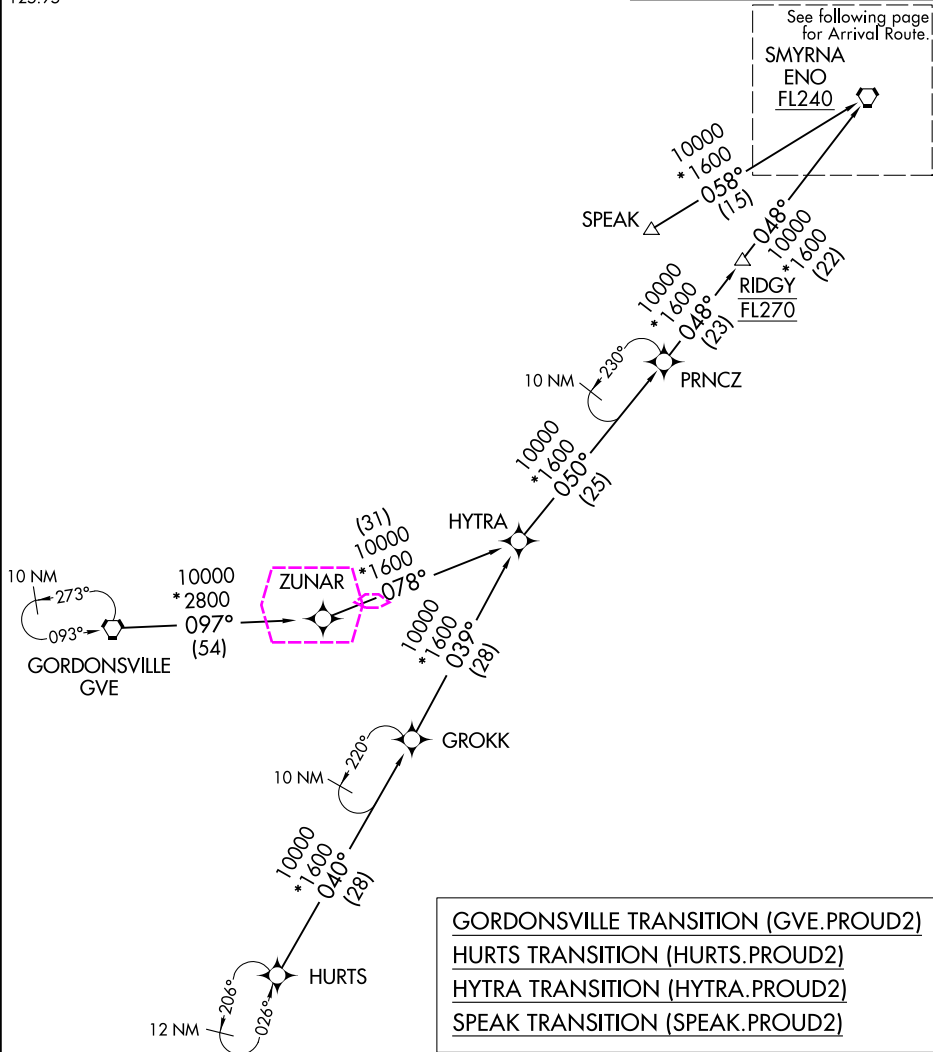 See following page
for Arrival Route.
SMYRNA
ENO
FL240
10000
*1600
058°
(15)
SPEAK
048°
10000
*1600
(22)
RIDGY
FL270
10000
*1600
048°
(23)
230°
10 NM
PRNCZ
10000
*1600
050°
(25)
HYTRA
(31)
10000
*1600
078°
ZUNAR
10 NM
273°
093°
10000
*2800
097°
(54)
GORDONSVILLE
GVE
10000
*1600
039°
(28)
GROKK
220°
10 NM
10000
*1600
040°
(28)
HURTS
206°
026°
12 NM
GORDONSVILLE TRANSITION (GVE.PROUD2)
HURTS TRANSITION (HURTS.PROUD2)
HYTRA TRANSITION (HYTRA.PROUD2)
SPEAK TRANSITION (SPEAK.PROUD2)